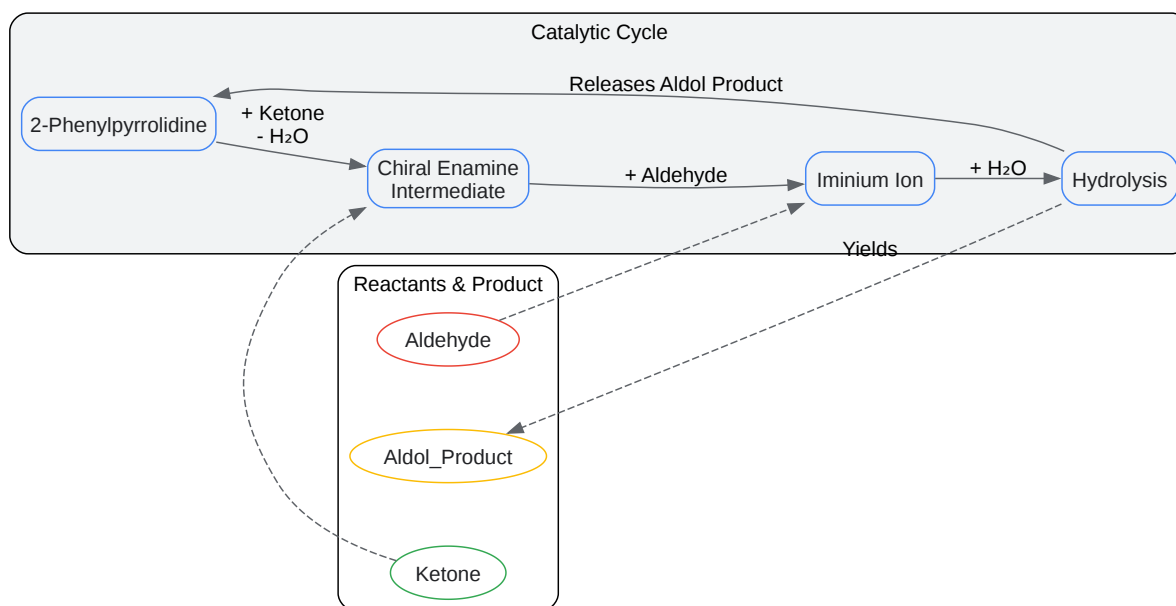 Catalytic Cycle
Releases Aldol Product
2-Phenylpyrrolidine
+ Ketone
- H₂O
Chiral Enamine
Intermediate
+ Aldehyde
Iminium Ion
+ H₂O
Hydrolysis
Yields
Reactants & Product
Aldehyde
Aldol_Product
Ketone